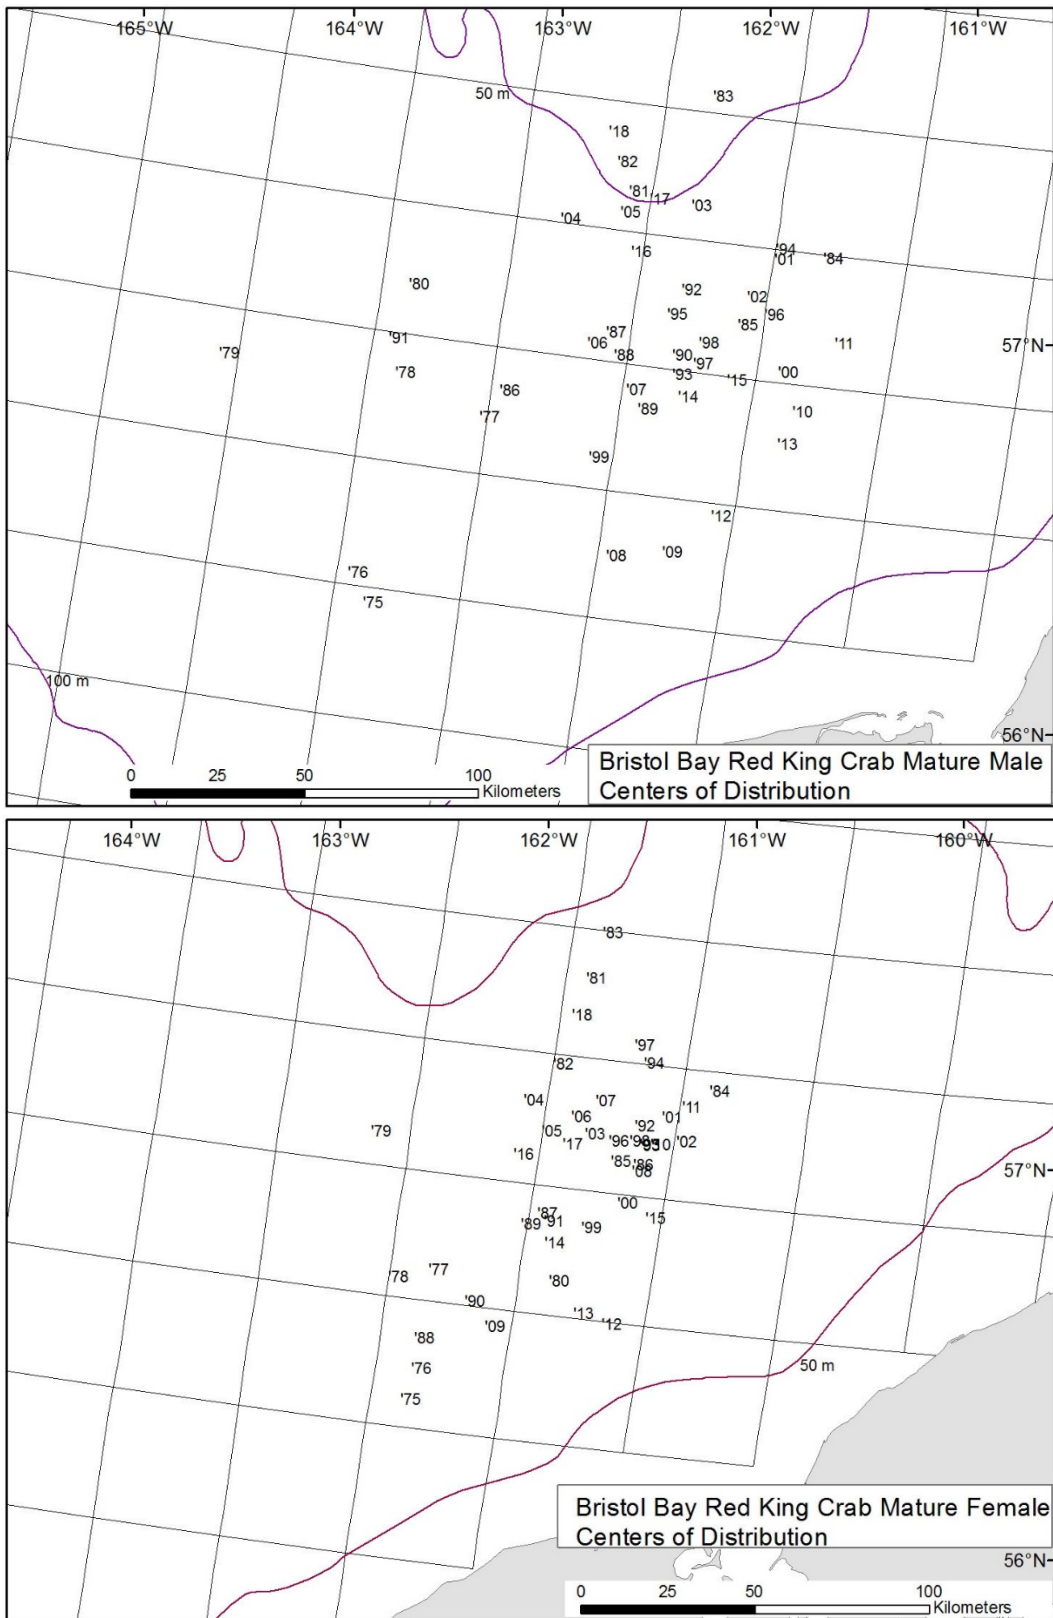 165°W 164°W 163°W 162°W 161°W
50 m
'83
'18
'82
'81 '17
'04 '05 '03
'16
'94
'01 '84
'80
'92 '02
'95 '85 '96
'87
'91 '06 '98 '11 57°N
'79 '88 '90
'97
'78 '93 '15 '00
'86 '07 '14
'77 '89 '10
'99 '13
'12
'08 '09
'76
'75
100 m
56°N
Bristol Bay Red King Crab Mature Male
Centers of Distribution
0 25 50 100
Kilometers
164°W 163°W 162°W 161°W 160°W
'83
'81
'18
'97
'82 '94
'84
'04 '07 '11
'06 '01
'79 '05 '03 '92
'17 '96 '98 '93 '10 '02
'16 '85 '86
'08 57°N
'00
'87 '15
'89 '91 '99
'14
'78 '77 '80
'90 '13
'09 '12
'88
'76
50 m
'75
Bristol Bay Red King Crab Mature Female
Centers of Distribution
56°N
0 25 50 100
Kilometers